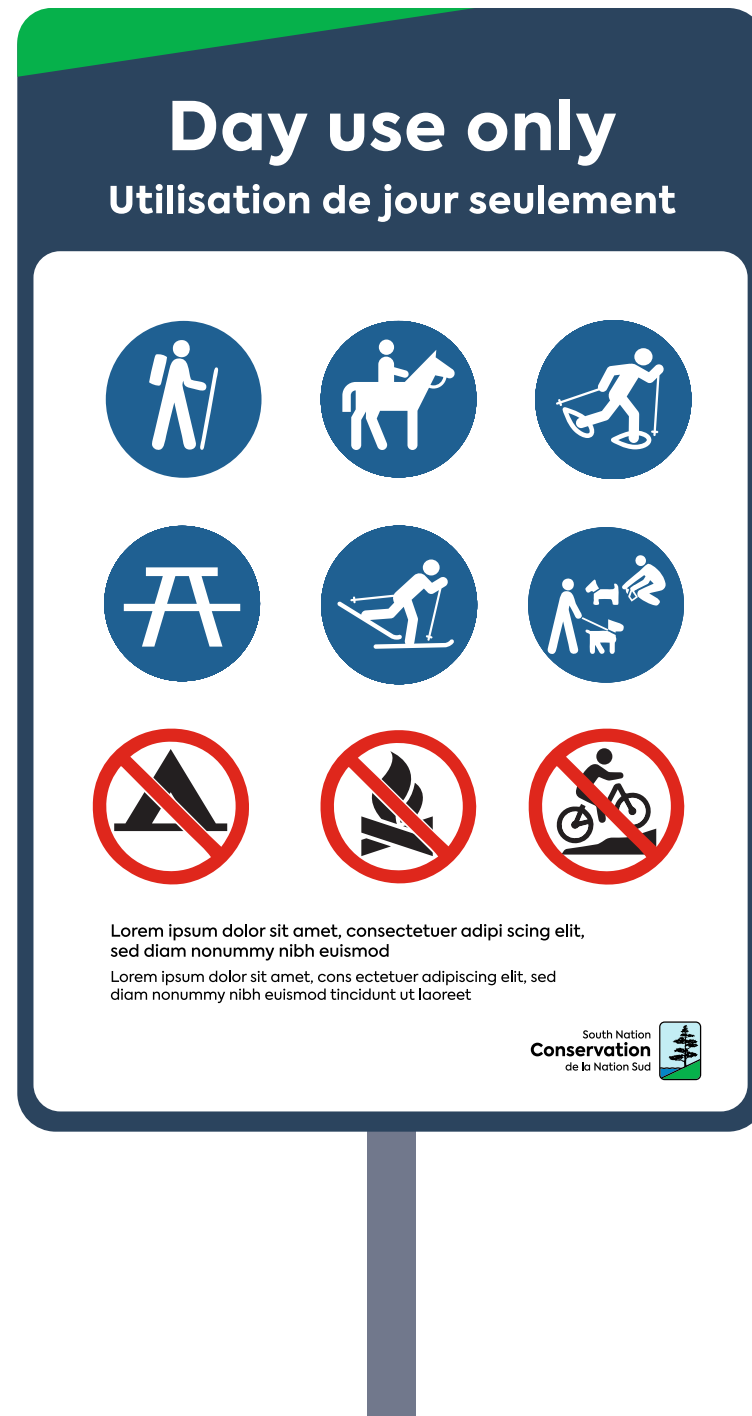 Day use only
Utilisation de jour seulement
Lorem ipsum dolor sit amet, consectetuer adipi scing elit,
sed diam nonummy nibh euismod
Lorem ipsum dolor sit amet, cons ectetuer adipiscing elit, sed
diam nonummy nibh euismod tincidunt ut laoreet
South Nation
Conservation
de la Nation Sud